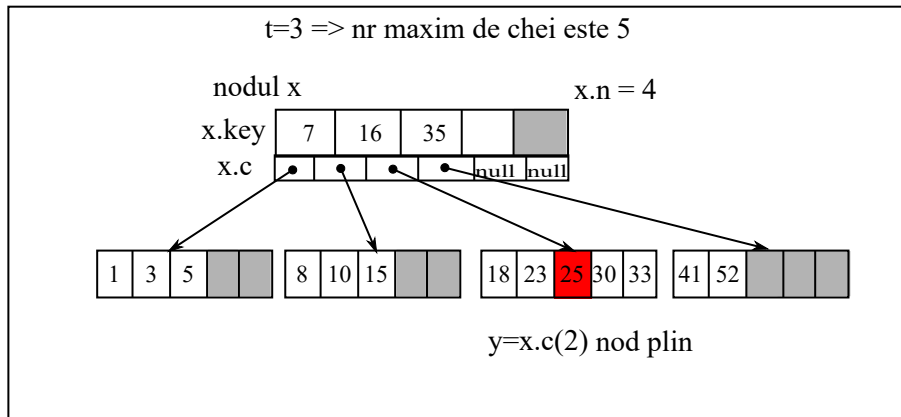 t=3 => nr maxim de chei este 5
nodul x x.n = 4
x.key 7 16 35
x.c null null
1 3 5 8 10 15 18 23 25 30 33 41 52
y=x.c(2) nod plin